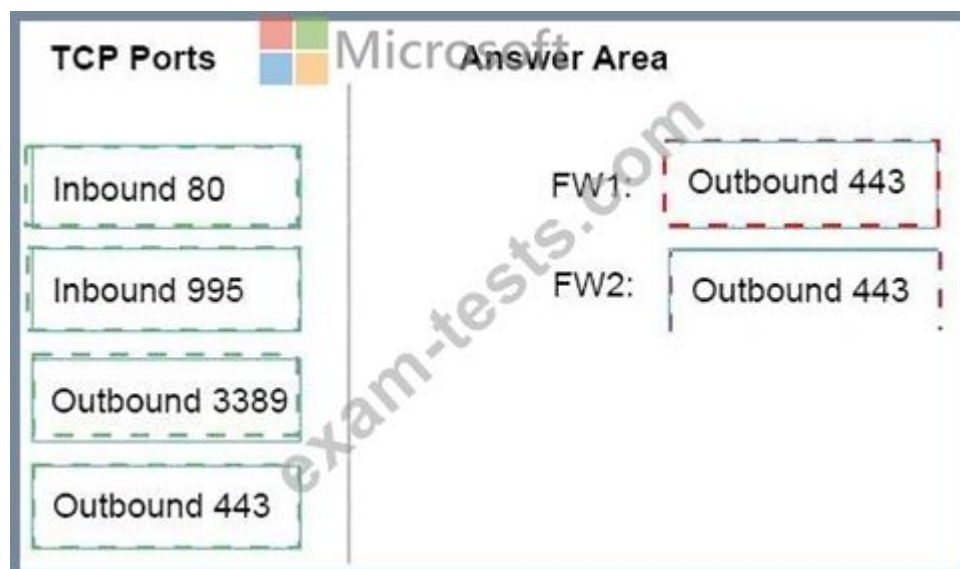 TCP Ports
Microsoft
Answer Area
Inbound 80
Inbound 995
Outbound 3389
Outbound 443
FW1:
Outbound 443
FW2:
Outbound 443
exam-tests.com